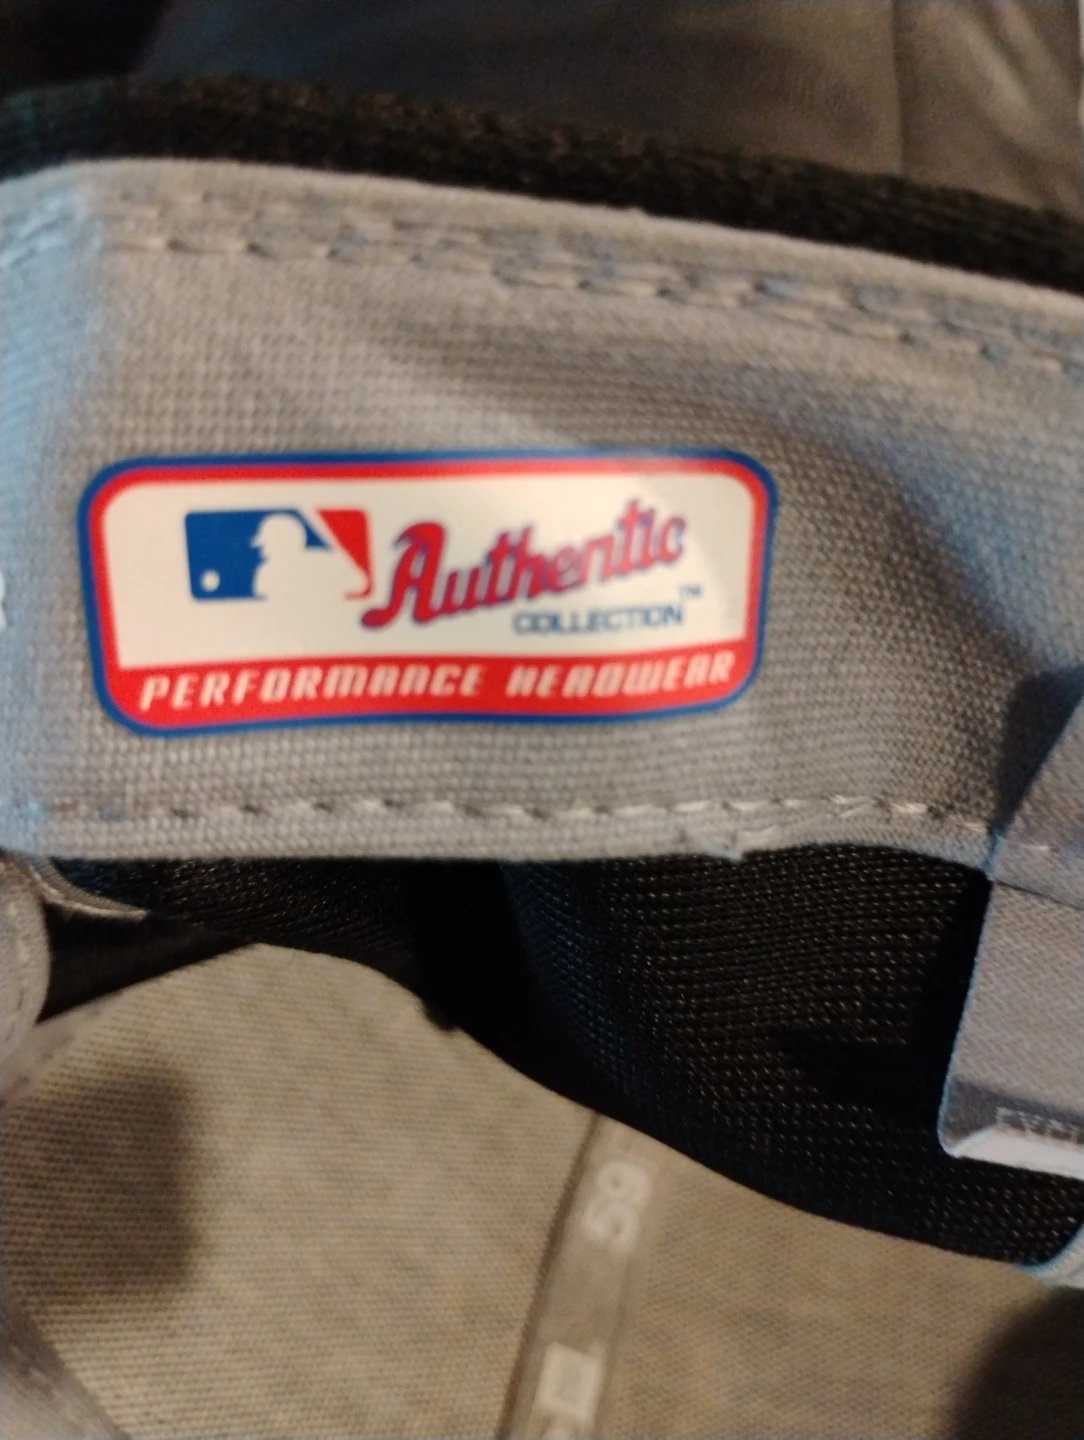 Authentic
COLLECTION™
PERFORMANCE HEADWEAR
59